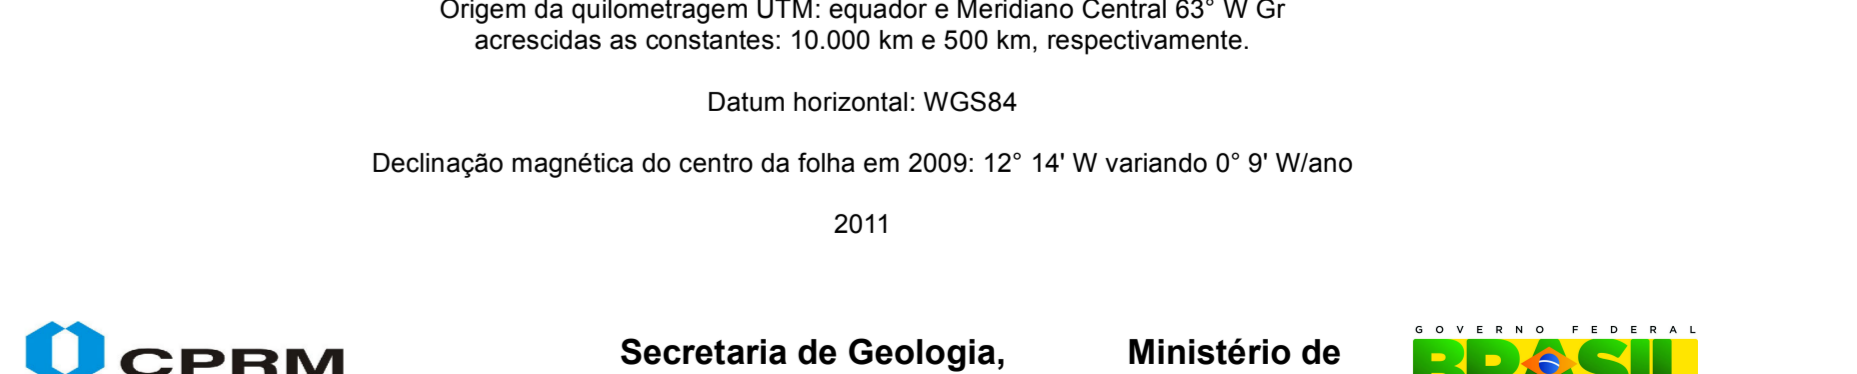 Origem da quilometragem UTM: equador e Meridiano Central 63° W Gr
acrescidas as constantes: 10.000 km e 500 km, respectivamente.
Datum horizontal: WGS84
Declinação magnética do centro da folha em 2009: 12° 14' W variando 0° 9' W/ano
2011
GOVERNO FEDERAL
CPRM
Secretaria de Geologia,
Ministério de
BRASIL